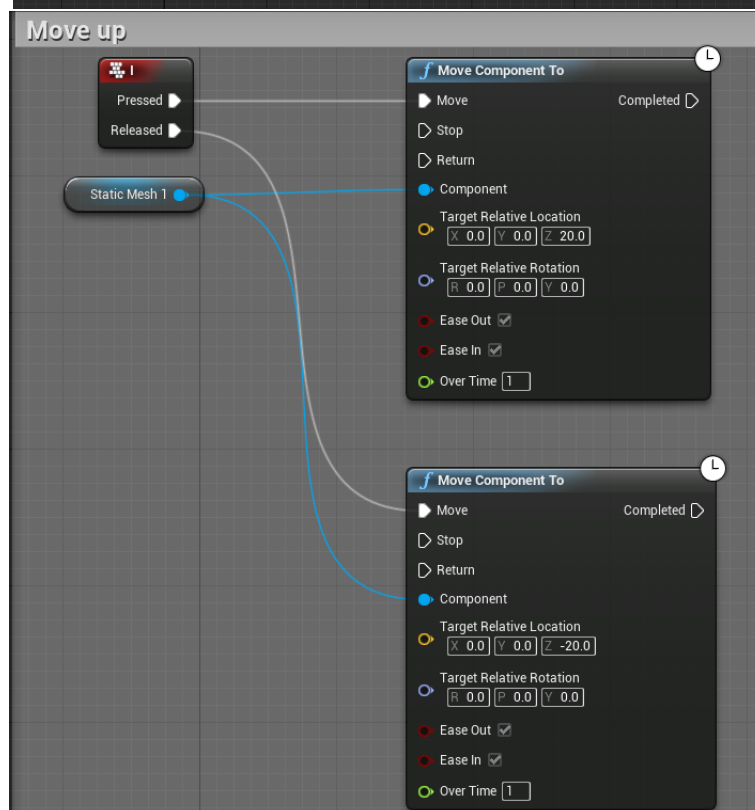 Move up
I
Pressed
Released
Static Mesh 1
f Move Component To
Move Completed
Stop
Return
Component
Target Relative Location
X 0.0 Y 0.0 Z 20.0
Target Relative Rotation
R 0.0 P 0.0 Y 0.0
Ease Out
Ease In
Over Time 1
f Move Component To
Move Completed
Stop
Return
Component
Target Relative Location
X 0.0 Y 0.0 Z -20.0
Target Relative Rotation
R 0.0 P 0.0 Y 0.0
Ease Out
Ease In
Over Time 1